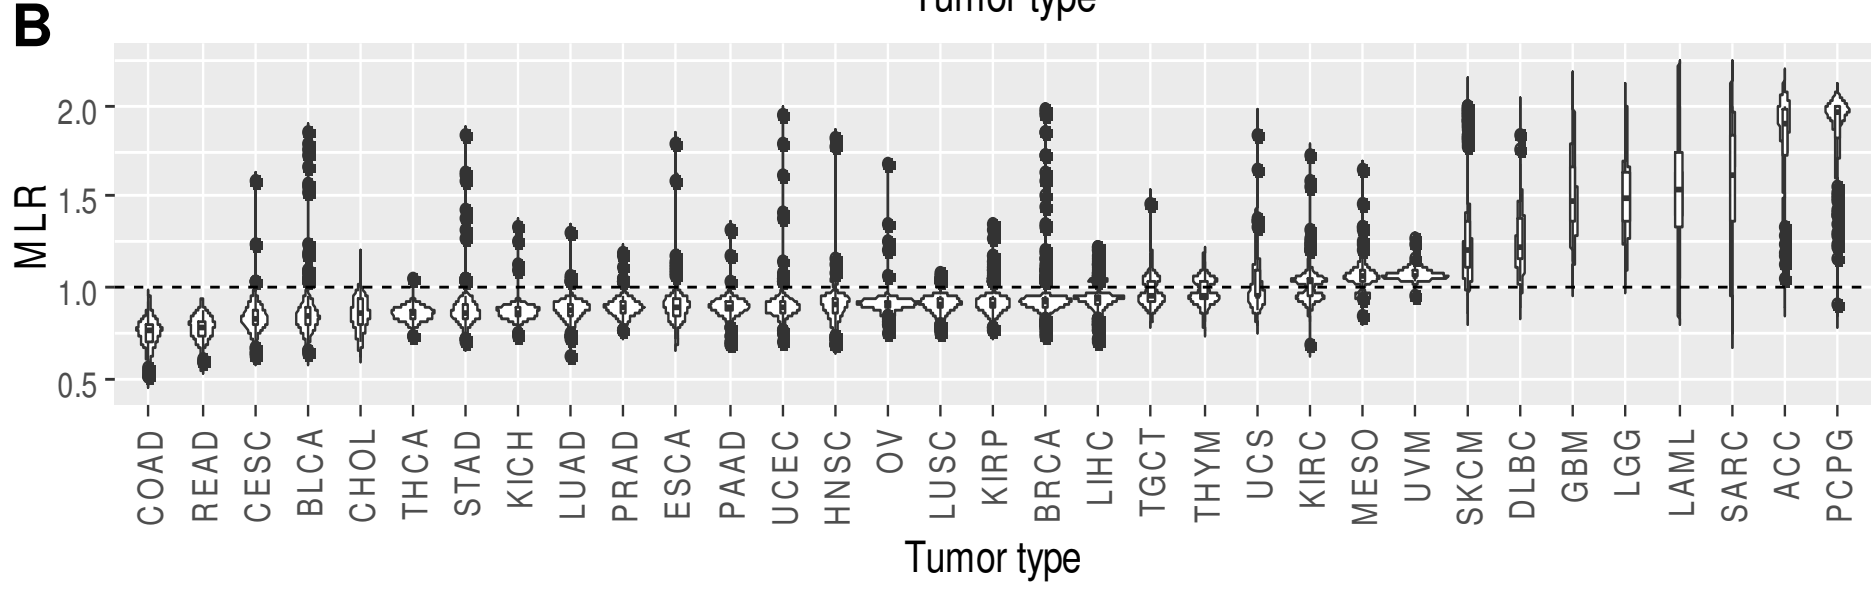 Tumor type
B
MLR
2.0
1.5
1.0
0.5
COAD
READ
CESC
BLCA
CHOL
THCA
STAD
KICH
LUAD
PRAD
ESCA
PAAD
UCEC
HNSC
OV
LUSC
KIRP
BRCA
LIHC
TGCT
THYM
UCS
KIRC
MESO
UVM
SKCM
DLBC
GBM
LGG
LAML
SARC
ACC
PCPG
Tumor type